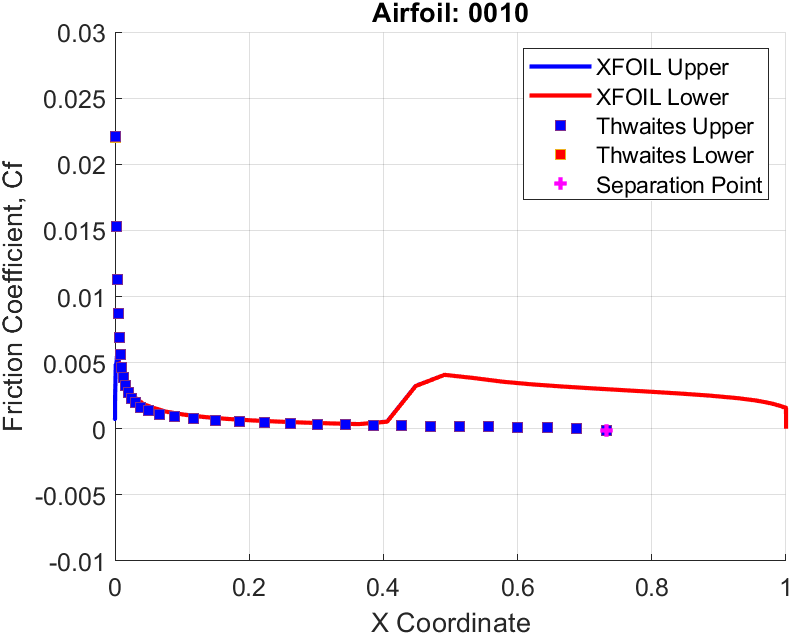 Airfoil: 0010
0.03
0.025
0.02
0.015
0.01
0.005
0
-0.005
-0.01
Friction Coefficient, Cf
XFOIL Upper
XFOIL Lower
Thwaites Upper
Thwaites Lower
Separation Point
0 0.2 0.4 0.6 0.8 1
X Coordinate